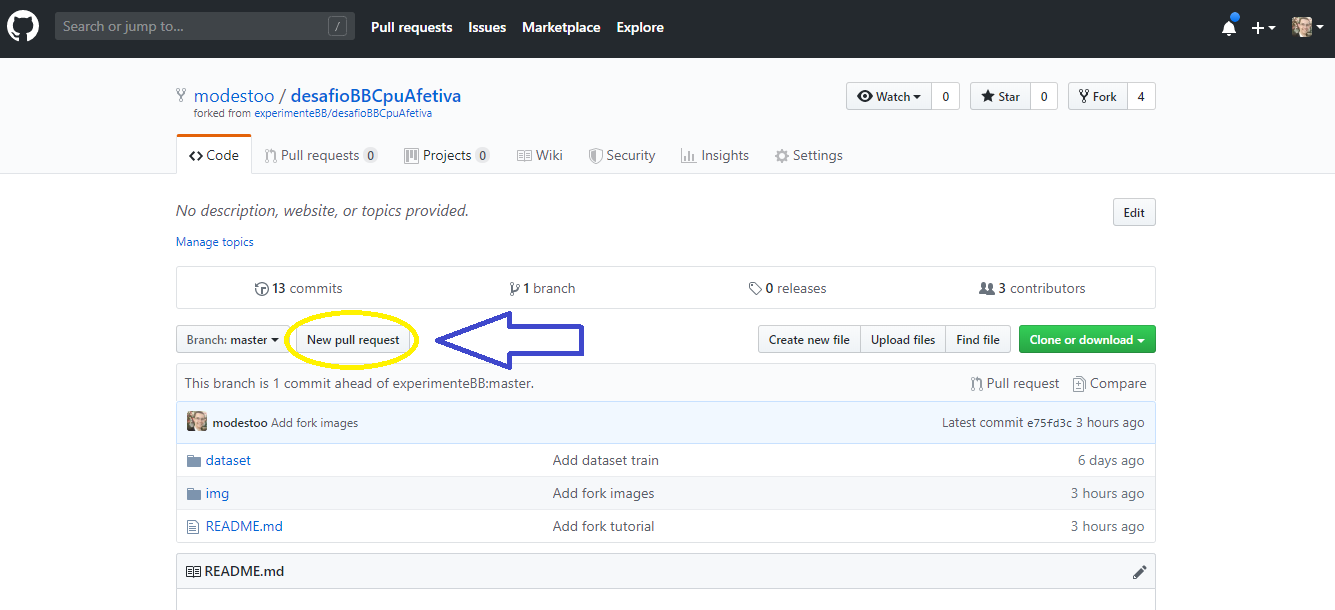 Search or jump to... / Pull requests Issues Marketplace Explore
modestoo / desafioBBCpuAfetiva Watch 0 Star 0 Fork 4
forked from experimenteBB/desafioBBCpuAfetiva
Code Pull requests 0 Projects 0 Wiki Security Insights Settings
No description, website, or topics provided. Edit
Manage topics
13 commits 1 branch 0 releases 3 contributors
Branch: master New pull request Create new file Upload files Find file Clone or download
This branch is 1 commit ahead of experimenteBB:master. Pull request Compare
modestoo Add fork images Latest commit e75fd3c 3 hours ago
dataset Add dataset train 6 days ago
img Add fork images 3 hours ago
README.md Add fork tutorial 3 hours ago
README.md